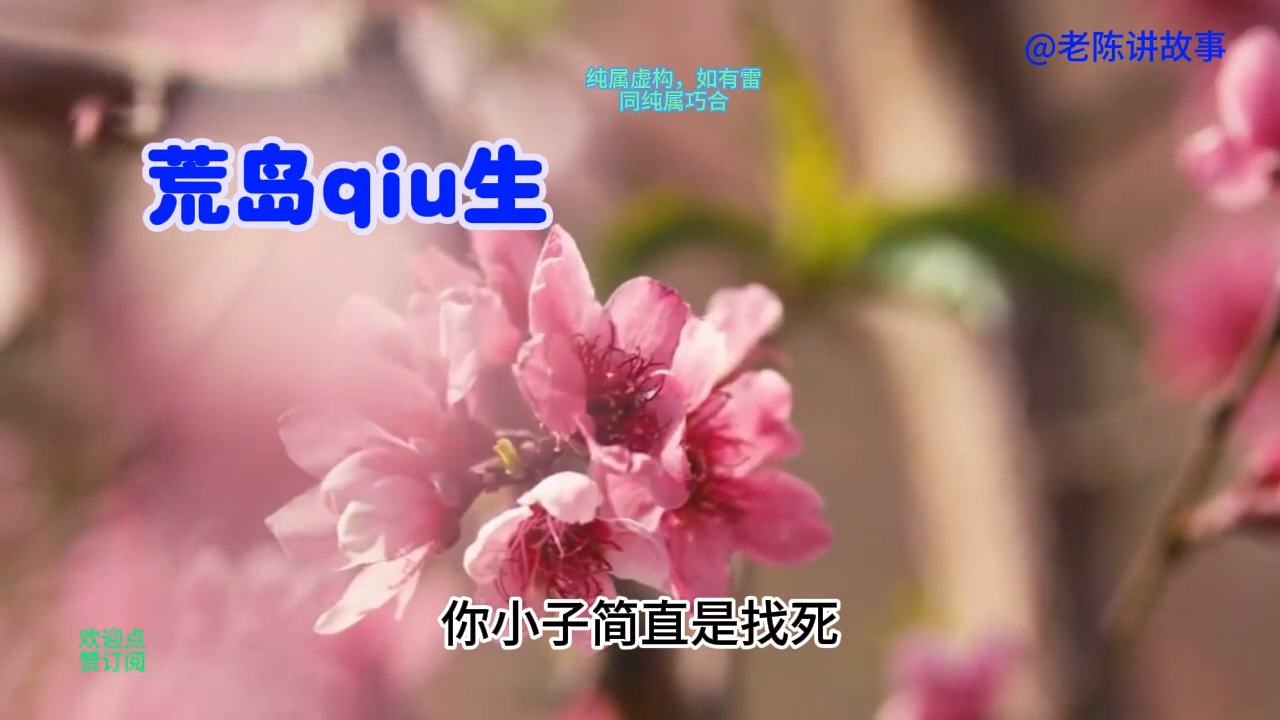 @老陈讲故事
纯属虚构，如有雷
同纯属巧合
荒岛qiu生
你小子简直是找死
欢迎点
赞订阅